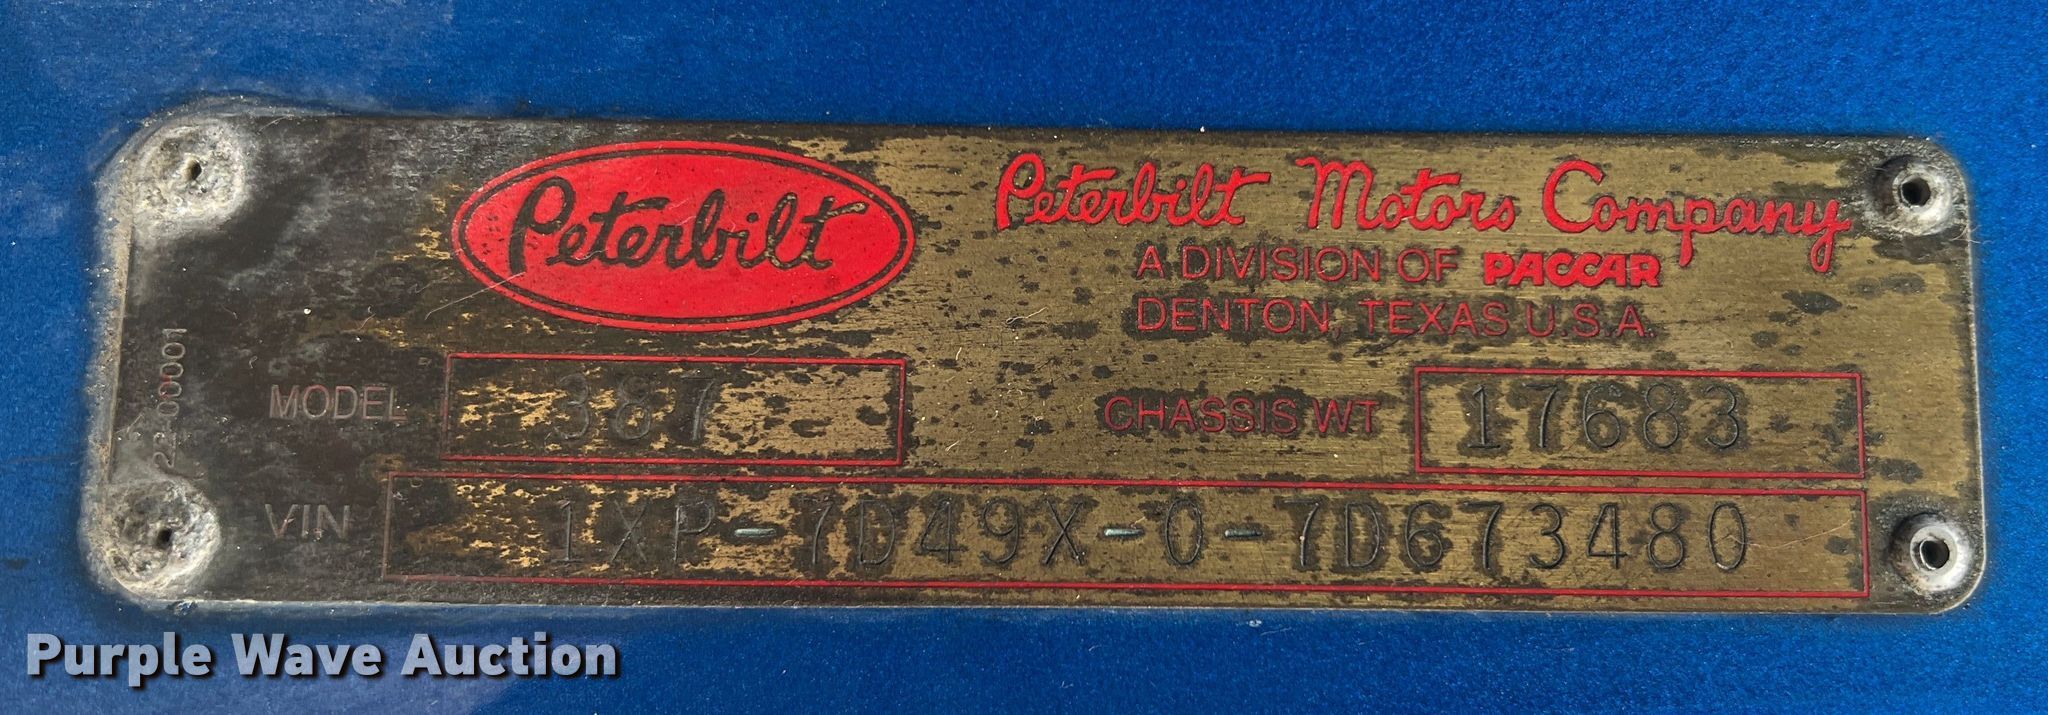 Peterbilt
Peterbilt Motors Company
A DIVISION OF PACCAR
DENTON, TEXAS U.S.A.
22-00001
MODEL 387
CHASSIS WT 17683
VIN 1XP-7D49X-0-7D673480
Purple Wave Auction